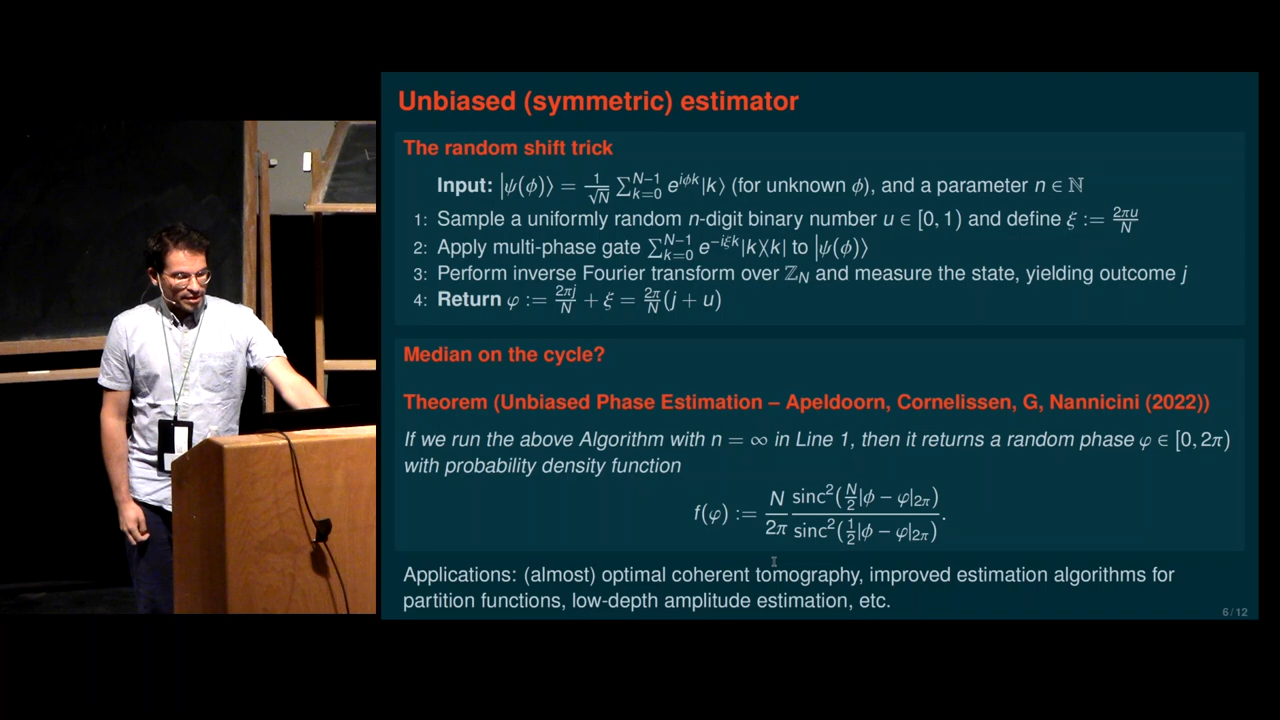 Unbiased (symmetric) estimator
The random shift trick
Input: |ψ(ϕ)⟩ = 1/√N ∑_{k=0}^{N−1} e^{iϕk}|k⟩ (for unknown ϕ), and a parameter n ∈ ℕ
1: Sample a uniformly random n-digit binary number u ∈ [0, 1) and define ξ := 2πu/N
2: Apply multi-phase gate ∑_{k=0}^{N−1} e^{−iξk}|k⟩⟨k| to |ψ(ϕ)⟩
3: Perform inverse Fourier transform over ℤ_N and measure the state, yielding outcome j
4: Return φ := 2πj/N + ξ = 2π/N (j + u)
Median on the cycle?
Theorem (Unbiased Phase Estimation – Apeldoorn, Cornelissen, G, Nannicini (2022))
If we run the above Algorithm with n = ∞ in Line 1, then it returns a random phase φ ∈ [0, 2π)
with probability density function
f(φ) := N/2π sinc²(N/2 |ϕ − φ|_{2π}) / sinc²(1/2 |ϕ − φ|_{2π}).
Applications: (almost) optimal coherent tomography, improved estimation algorithms for
partition functions, low-depth amplitude estimation, etc.
6 / 12